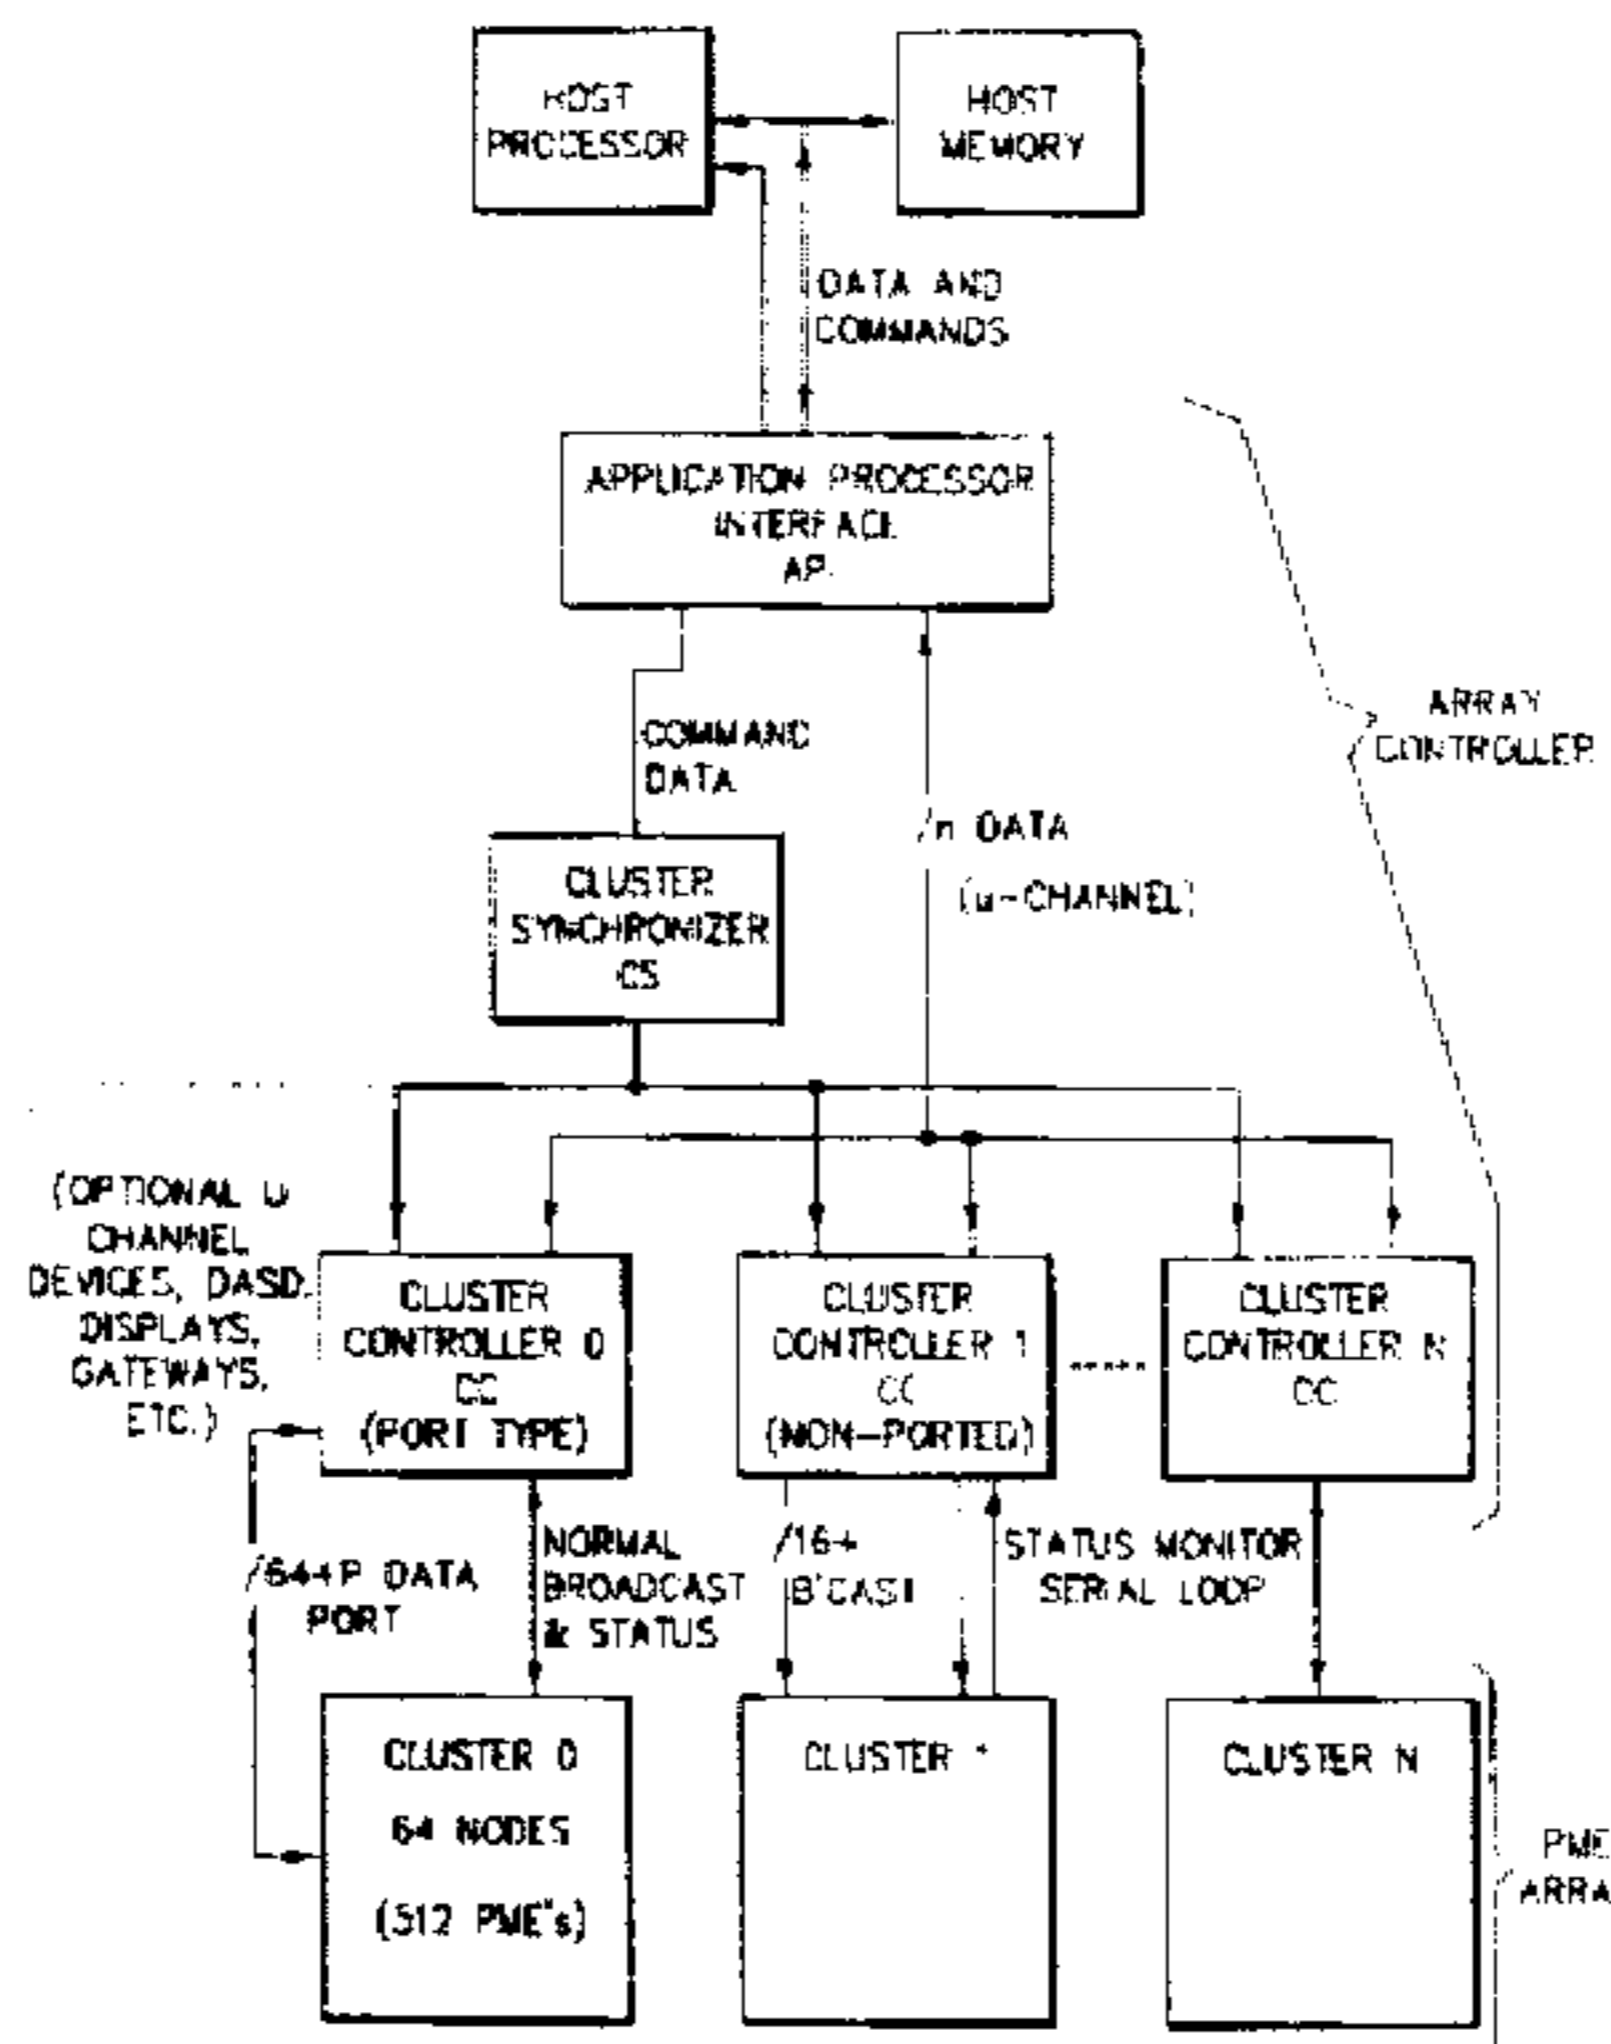 HOST
PROCESSOR
HOST
MEMORY
DATA AND
COMMANDS
APPLICATION PROCESSOR
INTERFACE
ARRAY
CONTROLLER
COMMAND
DATA
/n DATA
(u-CHANNEL)
CLUSTER
SYNCHRONIZER
CS
(OPTIONAL u
CHANNEL
DEVICES, DASD,
DISPLAYS,
GATEWAYS,
ETC.)
CLUSTER
CONTROLLER 0
CC
(PORT TYPE)
CLUSTER
CONTROLLER 1
CC
(NON-PORTED)
CLUSTER
CONTROLLER N
CC
/64+P DATA
PORT
NORMAL
BROADCAST
& STATUS
/16+
B'CAST
STATUS MONITOR
SERIAL LOOP
CLUSTER 0
64 NODES
(512 PME's)
CLUSTER
CLUSTER N
PME
ARRA